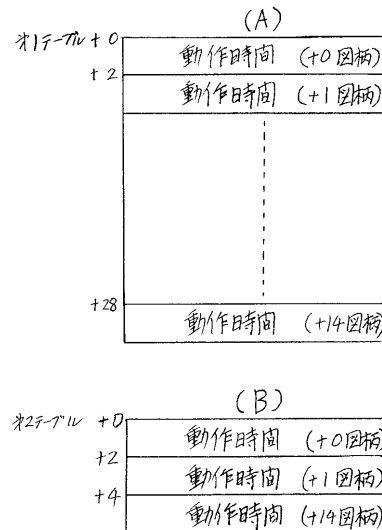 (A)
第1テーブル +0
動作時間 (+0図柄)
+2
動作時間 (+1図柄)
+28
動作時間 (+14図柄)
(B)
第2テーブル +0
動作時間 (+0図柄)
+2
動作時間 (+1図柄)
+4
動作時間 (+14図柄)